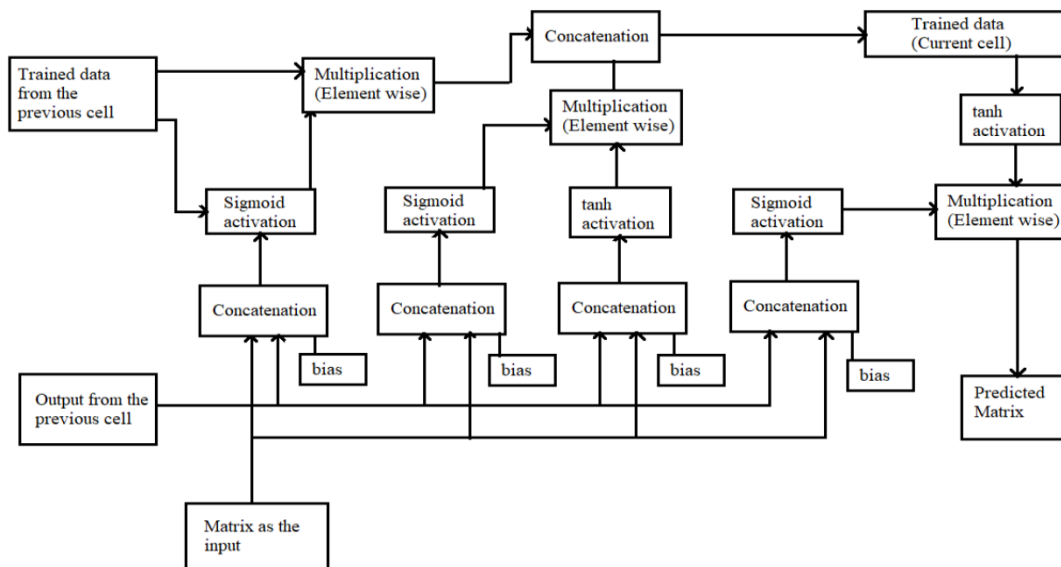 Concatenation
Trained data
(Current cell)
Trained data
from the
previous cell
Multiplication
(Element wise)
Multiplication
(Element wise)
tanh
activation
Sigmoid
activation
Sigmoid
activation
tanh
activation
Sigmoid
activation
Multiplication
(Element wise)
Concatenation
Concatenation
Concatenation
Concatenation
bias
bias
bias
bias
Output from the
previous cell
Predicted
Matrix
Matrix as the
input